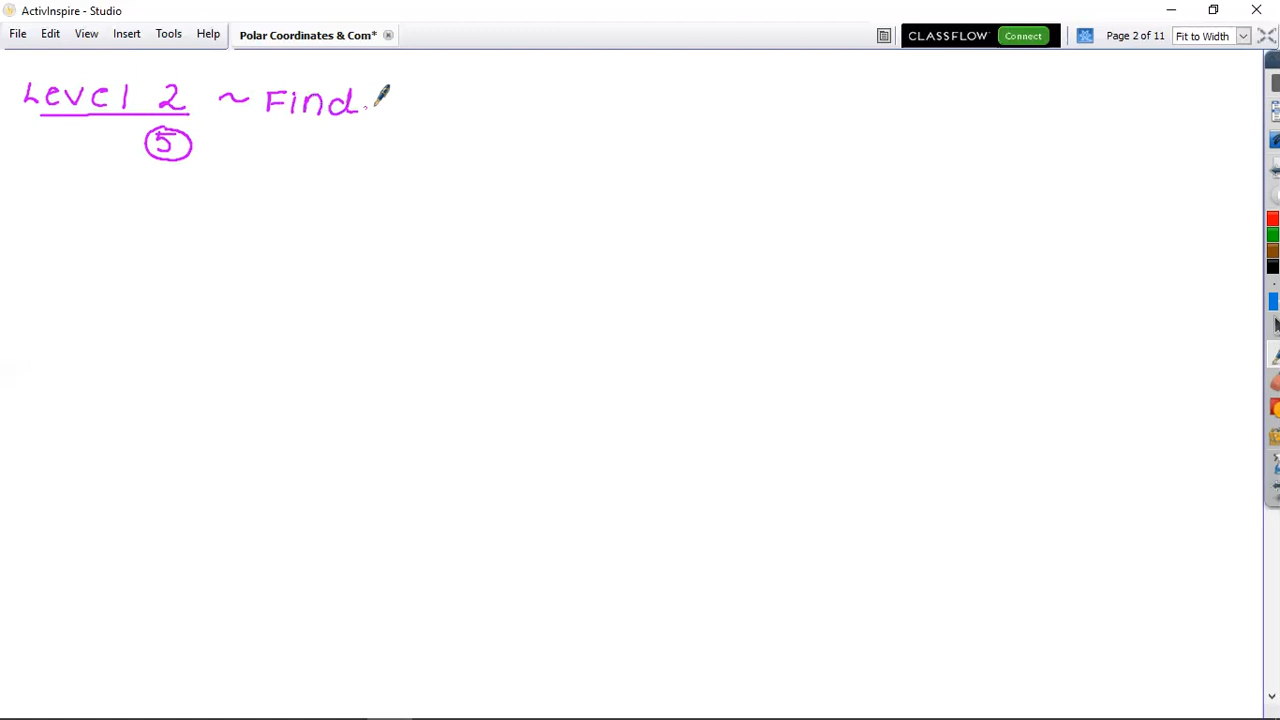 ActivInspire - Studio
File Edit View Insert Tools Help Polar Coordinates & Com* CLASSFLOW Connect Page 2 of 11 Fit to Width
Level 2 ~ Find
5